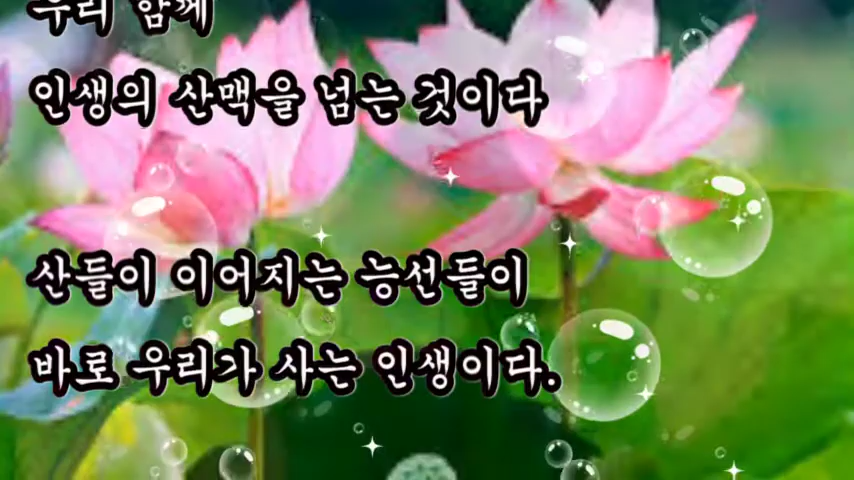 우리 함께
인생의 산맥을 넘는 것이다
산들이 이어지는 능선들이
바로 우리가 사는 인생이다.